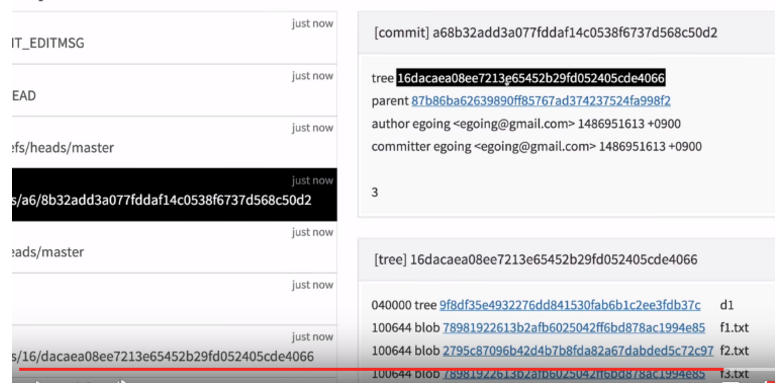 just now
IT_EDITMSG
just now
EAD
just now
efs/heads/master
just now
s/a6/8b32add3a077fddaf14c0538f6737d568c50d2
just now
eads/master
just now
just now
s/16/dacaea08ee7213e65452b29fd052405cde4066
[commit] a68b32add3a077fddaf14c0538f6737d568c50d2
tree 16dacaea08ee7213e65452b29fd052405cde4066
parent 87b86ba62639890ff85767ad374237524fa998f2
author egoing <egoing@gmail.com> 1486951613 +0900
committer egoing <egoing@gmail.com> 1486951613 +0900
3
[tree] 16dacaea08ee7213e65452b29fd052405cde4066
040000 tree 9f8df35e4932276dd841530fab6b1c2ee3fdb37c d1
100644 blob 78981922613b2afb6025042ff6bd878ac1994e85 f1.txt
100644 blob 2795c87096b42d4b7b8fda82a67dabded5c72c97 f2.txt
100644 blob 78981922613b2afb6025042ff6bd878ac1994e85 f3.txt